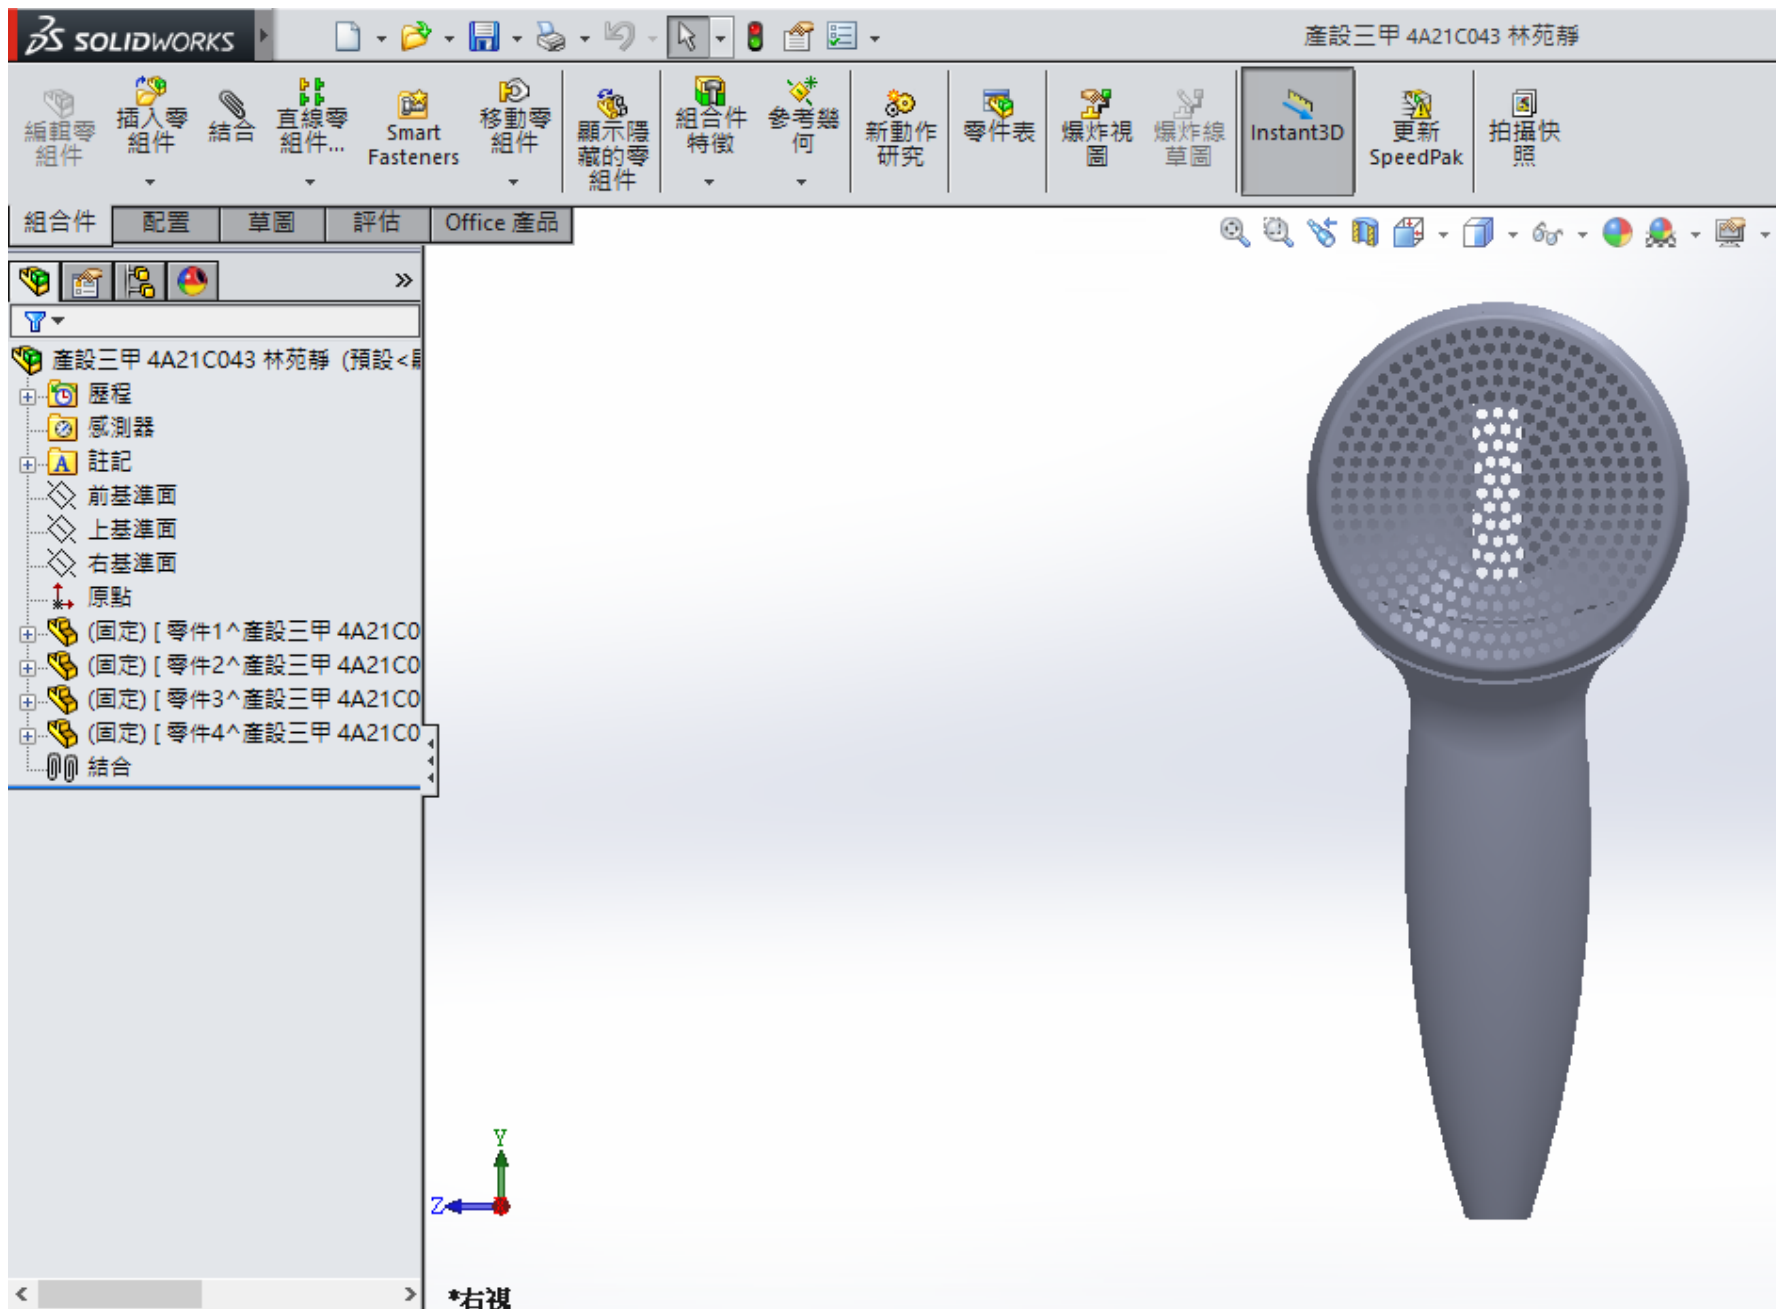 SOLIDWORKS
產設三甲 4A21C043 林苑靜
編輯零
組件
插入零
組件
結合
直線零
組件...
Smart
Fasteners
移動零
組件
顯示隱
藏的零
組件
組合件
特徵
參考幾
何
新動作
研究
零件表
爆炸視
圖
爆炸線
草圖
Instant3D
更新
SpeedPak
拍攝快
照
組合件
配置
草圖
評估
Office 產品
產設三甲 4A21C043 林苑靜 (預設<
歷程
感測器
註記
前基準面
上基準面
右基準面
原點
(固定) [ 零件1^產設三甲 4A21C0
(固定) [ 零件2^產設三甲 4A21C0
(固定) [ 零件3^產設三甲 4A21C0
(固定) [ 零件4^產設三甲 4A21C0
結合
Y
Z
*右視